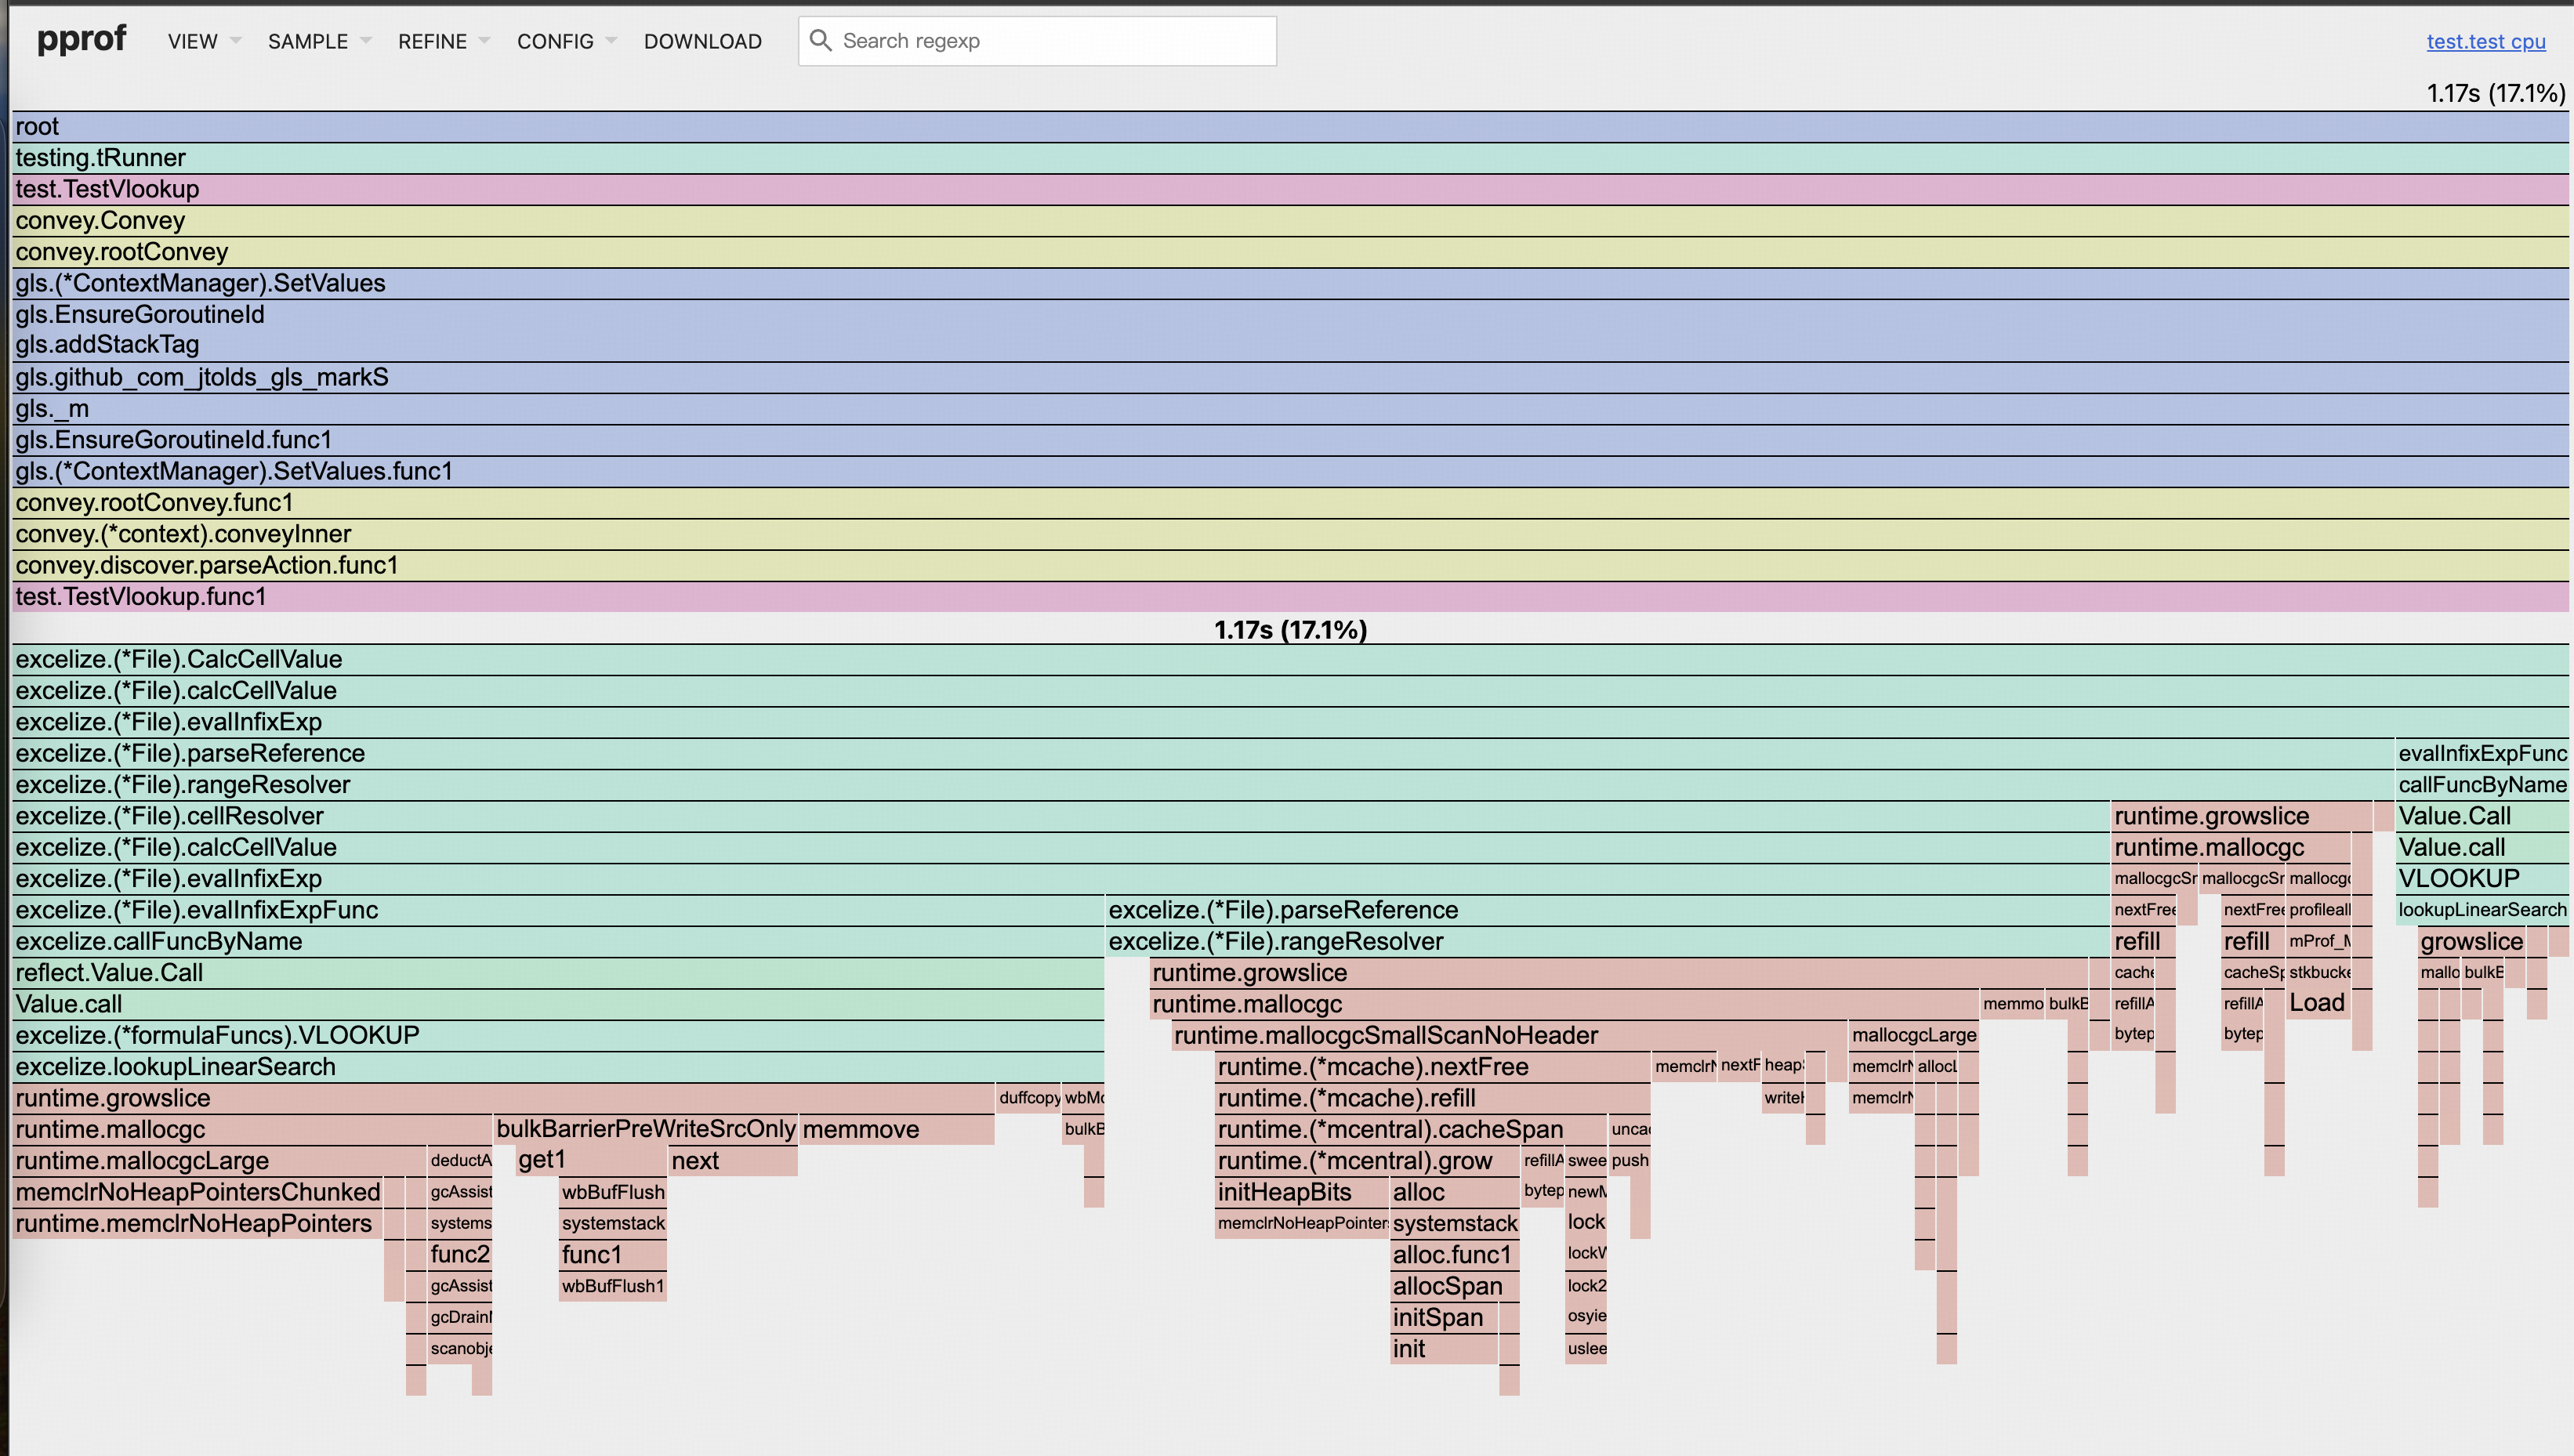 pprof VIEW SAMPLE REFINE CONFIG DOWNLOAD Search regexp test.test cpu
1.17s (17.1%)
root
testing.tRunner
test.TestVlookup
convey.Convey
convey.rootConvey
gls.(*ContextManager).SetValues
gls.EnsureGoroutineId
gls.addStackTag
gls.github_com_jtolds_gls_markS
gls._m
gls.EnsureGoroutineId.func1
gls.(*ContextManager).SetValues.func1
convey.rootConvey.func1
convey.(*context).conveyInner
convey.discover.parseAction.func1
test.TestVlookup.func1
1.17s (17.1%)
excelize.(*File).CalcCellValue
excelize.(*File).calcCellValue
excelize.(*File).evalInfixExp
excelize.(*File).parseReference evalInfixExpFunc
excelize.(*File).rangeResolver callFuncByName
excelize.(*File).cellResolver runtime.growslice Value.Call
excelize.(*File).calcCellValue runtime.mallocgc Value.call
excelize.(*File).evalInfixExp mallocgcSr mallocgcSr mallocgc VLOOKUP
excelize.(*File).evalInfixExpFunc excelize.(*File).parseReference nextFree nextFree profileall lookupLinearSearch
excelize.callFuncByName excelize.(*File).rangeResolver refill refill mProf_M growslice
reflect.Value.Call runtime.growslice cache cacheSp stkbucke mallo bulkB
Value.call runtime.mallocgc memmo bulkB refillA refillA Load
excelize.(*formulaFuncs).VLOOKUP runtime.mallocgcSmallScanNoHeader mallocgcLarge bytep bytep
excelize.lookupLinearSearch runtime.(*mcache).nextFree memclrN nextF heapS memclrN allocL
runtime.growslice duffcopy wbMo runtime.(*mcache).refill writeH memclrN
runtime.mallocgc bulkBarrierPreWriteSrcOnly memmove bulkB runtime.(*mcentral).cacheSpan unca
runtime.mallocgcLarge deductA get1 next runtime.(*mcentral).grow refillA swee push
memclrNoHeapPointersChunked gcAssist wbBufFlush initHeapBits alloc bytep newM
runtime.memclrNoHeapPointers systems systemstack memclrNoHeapPointer systemstack lock
func2 func1 alloc.func1 lockW
gcAssist wbBufFlush1 allocSpan lock2
gcDrainN initSpan osyie
scanobje init uslee